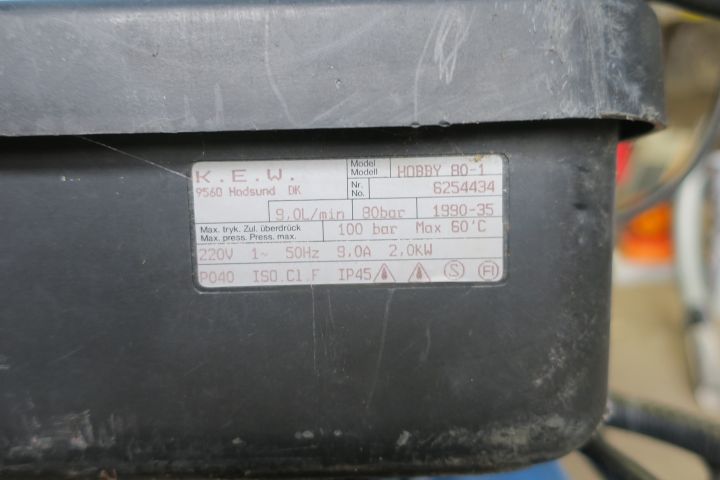 K.E.W.
9560 Hadsund DK
Model
Modell
HOBBY 80-1
Nr.
No.
6254434
9,0L/min 80bar 1990-35
Max. tryk. Zul. überdrück
Max. press. Press. max.
100 bar Max 60°C
220V 1~ 50Hz 9,0A 2,0KW
P040 ISO.Cl.F IP45 S FI